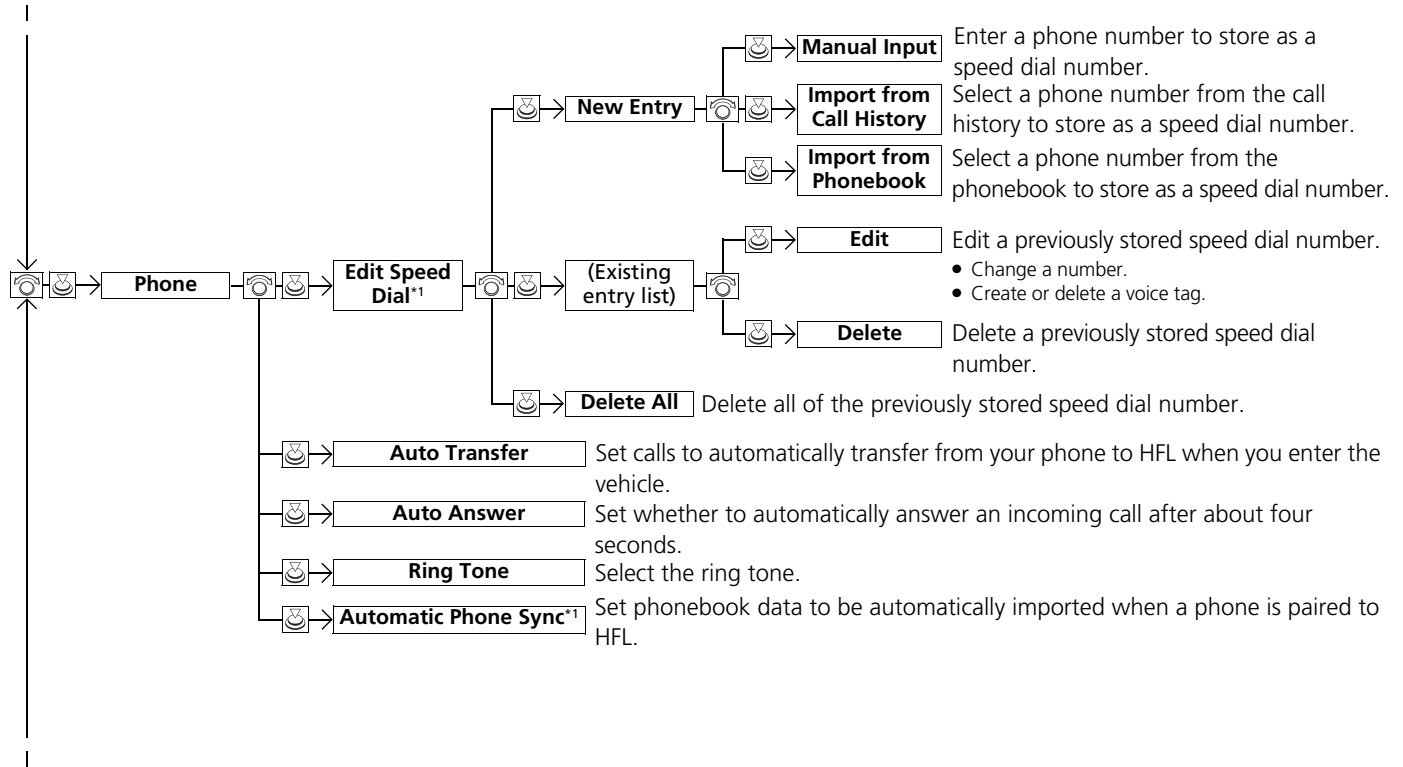 Manual Input
Enter a phone number to store as a
speed dial number.
New Entry
Import from
Call History
Select a phone number from the call
history to store as a speed dial number.
Import from
Phonebook
Select a phone number from the
phonebook to store as a speed dial number.
Phone
Edit Speed
Dial*1
(Existing
entry list)
Edit
Edit a previously stored speed dial number.
● Change a number.
● Create or delete a voice tag.
Delete
Delete a previously stored speed dial
number.
Delete All
Delete all of the previously stored speed dial number.
Auto Transfer
Set calls to automatically transfer from your phone to HFL when you enter the
vehicle.
Auto Answer
Set whether to automatically answer an incoming call after about four
seconds.
Ring Tone
Select the ring tone.
Automatic Phone Sync*1
Set phonebook data to be automatically imported when a phone is paired to
HFL.